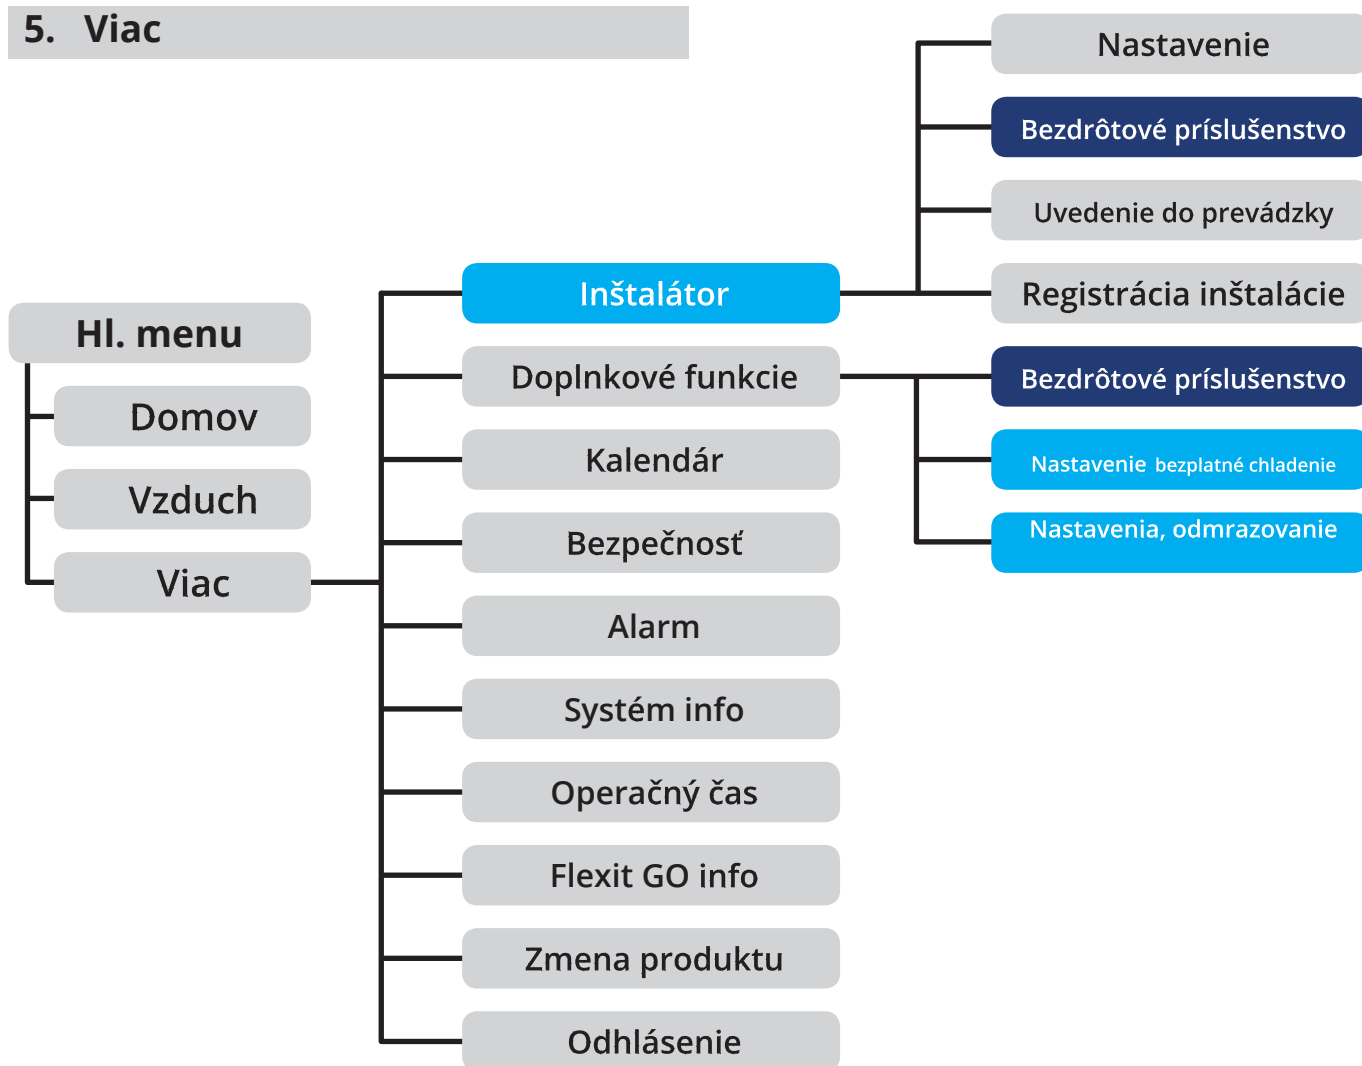 5. Viac
Hl. menu
Domov
Vzduch
Viac
Inštalátor
Doplnkové funkcie
Kalendár
Bezpečnosť
Alarm
Systém info
Operačný čas
Flexit GO info
Zmena produktu
Odhlásenie
Nastavenie
Bezdrôtové príslušenstvo
Uvedenie do prevádzky
Registrácia inštalácie
Bezdrôtové príslušenstvo
Nastavenie bezplatné chladenie
Nastavenia, odmrazovanie